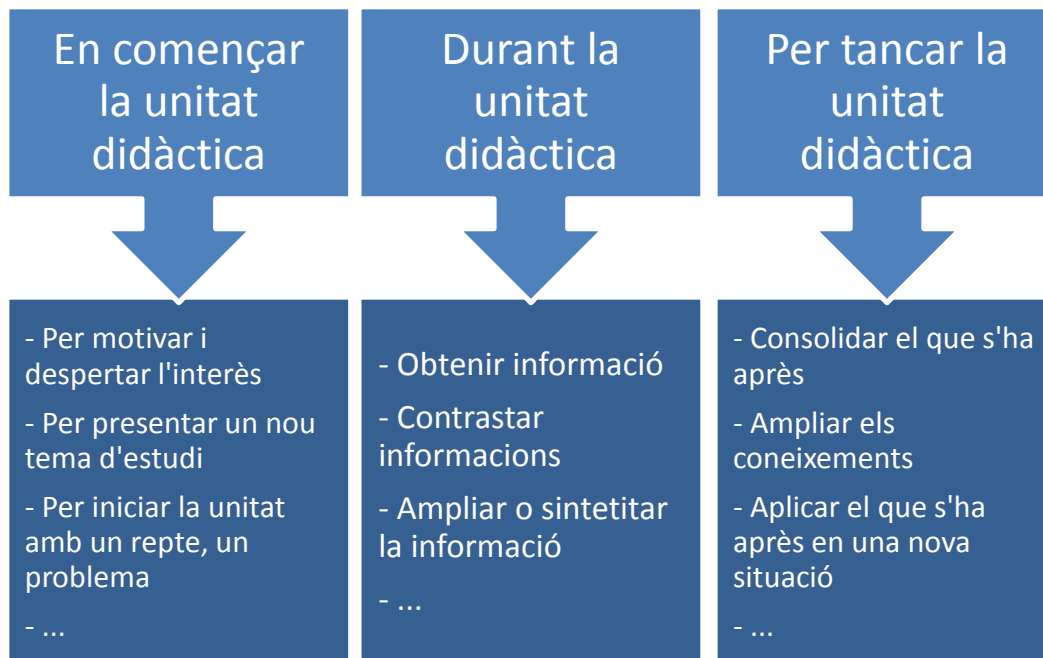 En començar
la unitat
didàctica
- Per motivar i
despertar l'interès
- Per presentar un nou
tema d'estudi
- Per iniciar la unitat
amb un repte, un
problema
- ...
Durant la
unitat
didàctica
- Obtenir informació
- Contrastar
informacions
- Ampliar o sintetitar
la informació
- ...
Per tancar la
unitat
didàctica
- Consolidar el que s'ha
après
- Ampliar els
coneixements
- Aplicar el que s'ha
après en una nova
situació
- ...